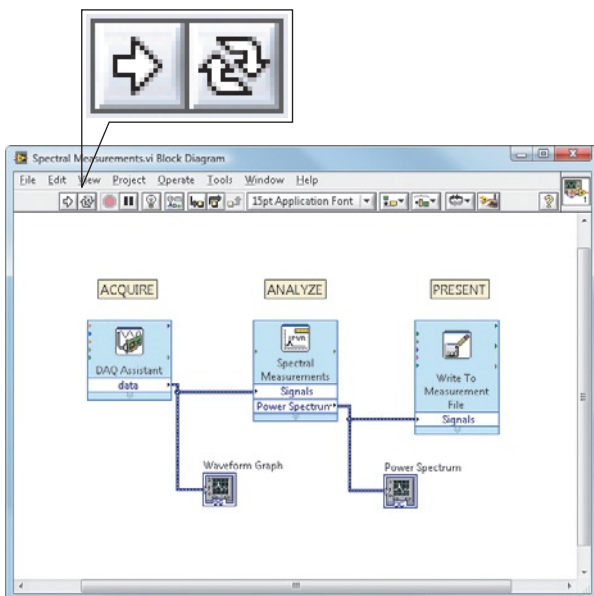 Spectral Measurements.vi Block Diagram
File Edit View Project Operate Tools Window Help
15pt Application Font
?
1
ACQUIRE
ANALYZE
PRESENT
DAQ Assistant
data
Spectral
Measurements
Signals
Power Spectrum
Write To
Measurement
File
Signals
Waveform Graph
Power Spectrum